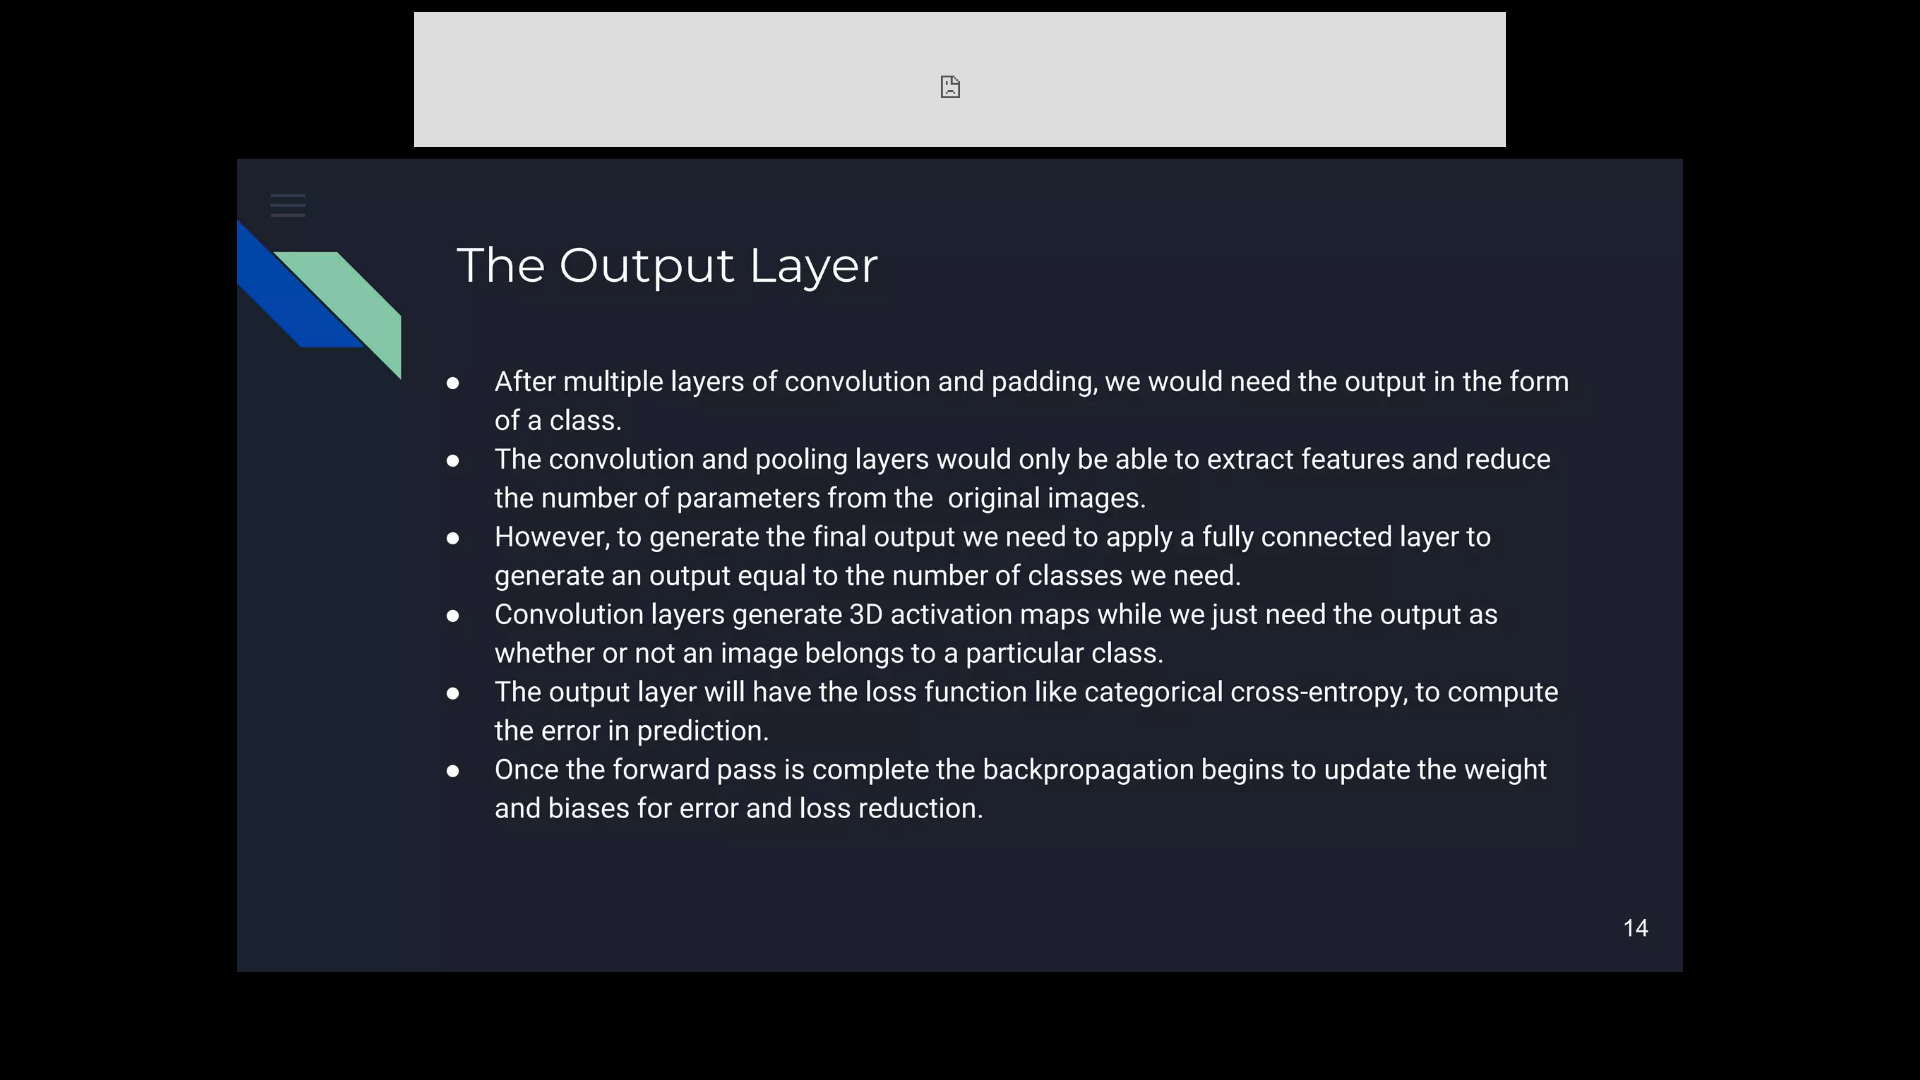 The Output Layer
● After multiple layers of convolution and padding, we would need the output in the form
of a class.
● The convolution and pooling layers would only be able to extract features and reduce
the number of parameters from the  original images.
● However, to generate the final output we need to apply a fully connected layer to
generate an output equal to the number of classes we need.
● Convolution layers generate 3D activation maps while we just need the output as
whether or not an image belongs to a particular class.
● The output layer will have the loss function like categorical cross-entropy, to compute
the error in prediction.
● Once the forward pass is complete the backpropagation begins to update the weight
and biases for error and loss reduction.
14